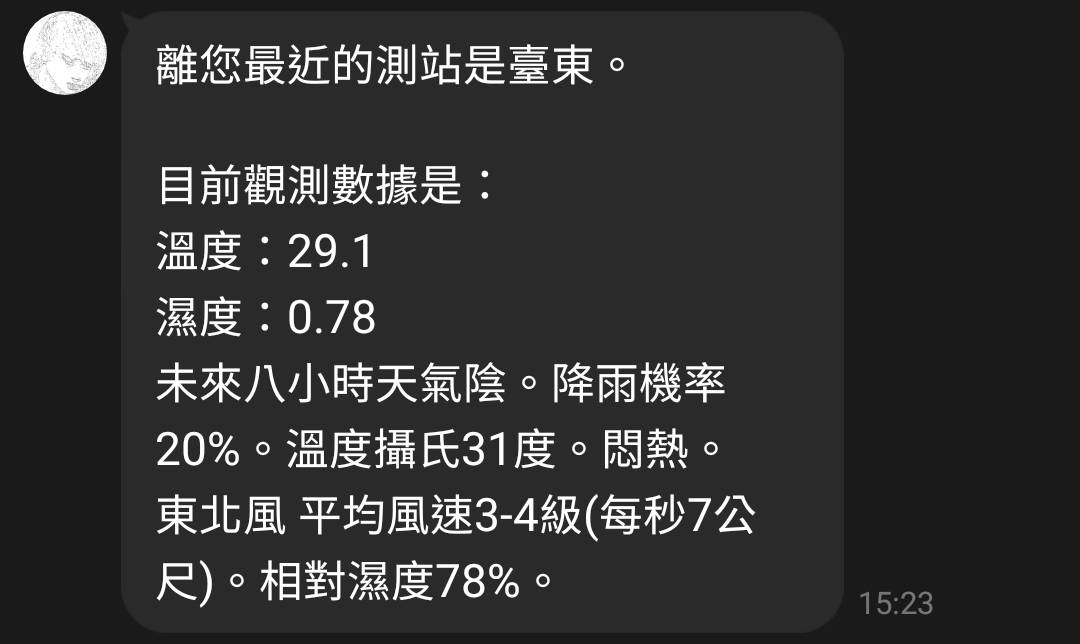 離您最近的測站是臺東。
目前觀測數據是：
溫度：29.1
濕度：0.78
未來八小時天氣陰。降雨機率
20%。溫度攝氏31度。悶熱。
東北風 平均風速3-4級(每秒7公
尺)。相對濕度78%。
15:23